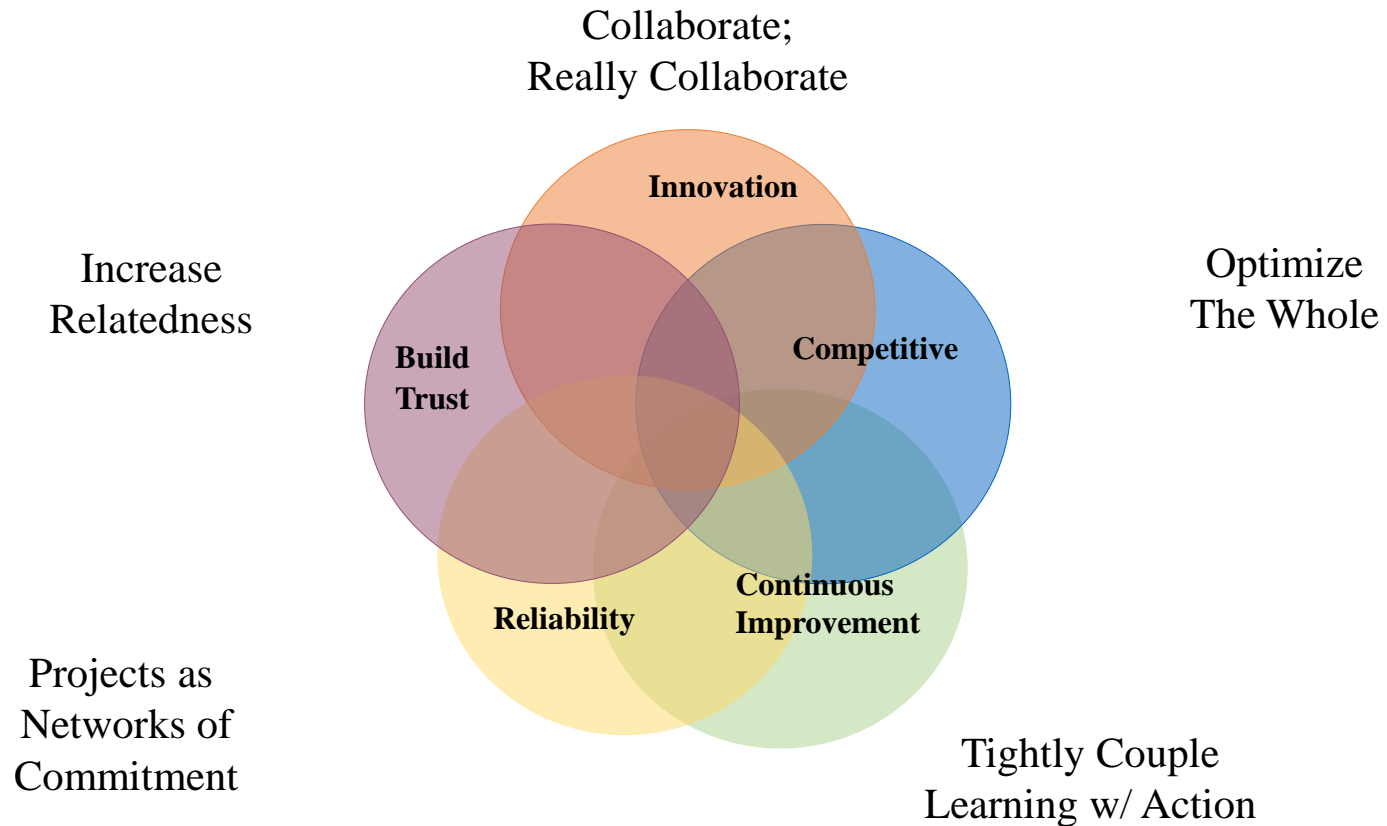 Collaborate;
Really Collaborate
Innovation
Increase
Relatedness
Optimize
The Whole
Build
Trust
Competitive
Reliability
Continuous
Improvement
Projects as
Networks of
Commitment
Tightly Couple
Learning w/ Action